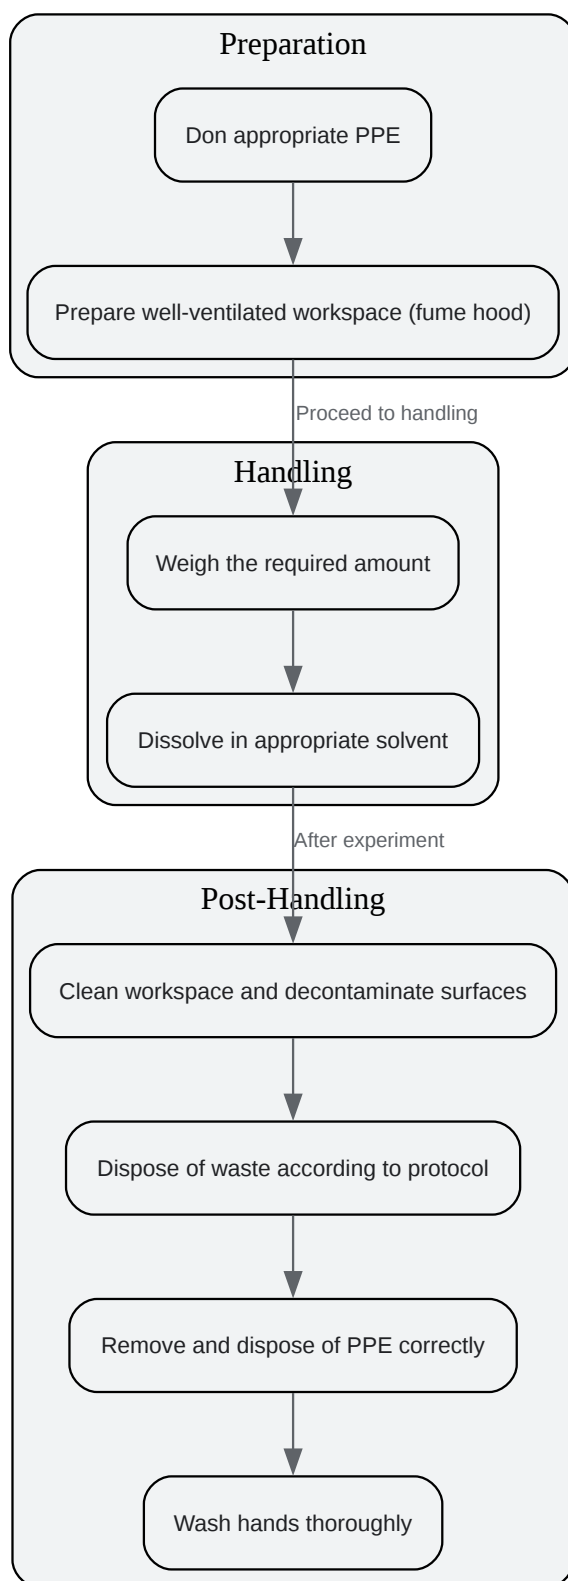 Preparation
Don appropriate PPE
Prepare well-ventilated workspace (fume hood)
Proceed to handling
Handling
Weigh the required amount
Dissolve in appropriate solvent
After experiment
Post-Handling
Clean workspace and decontaminate surfaces
Dispose of waste according to protocol
Remove and dispose of PPE correctly
Wash hands thoroughly